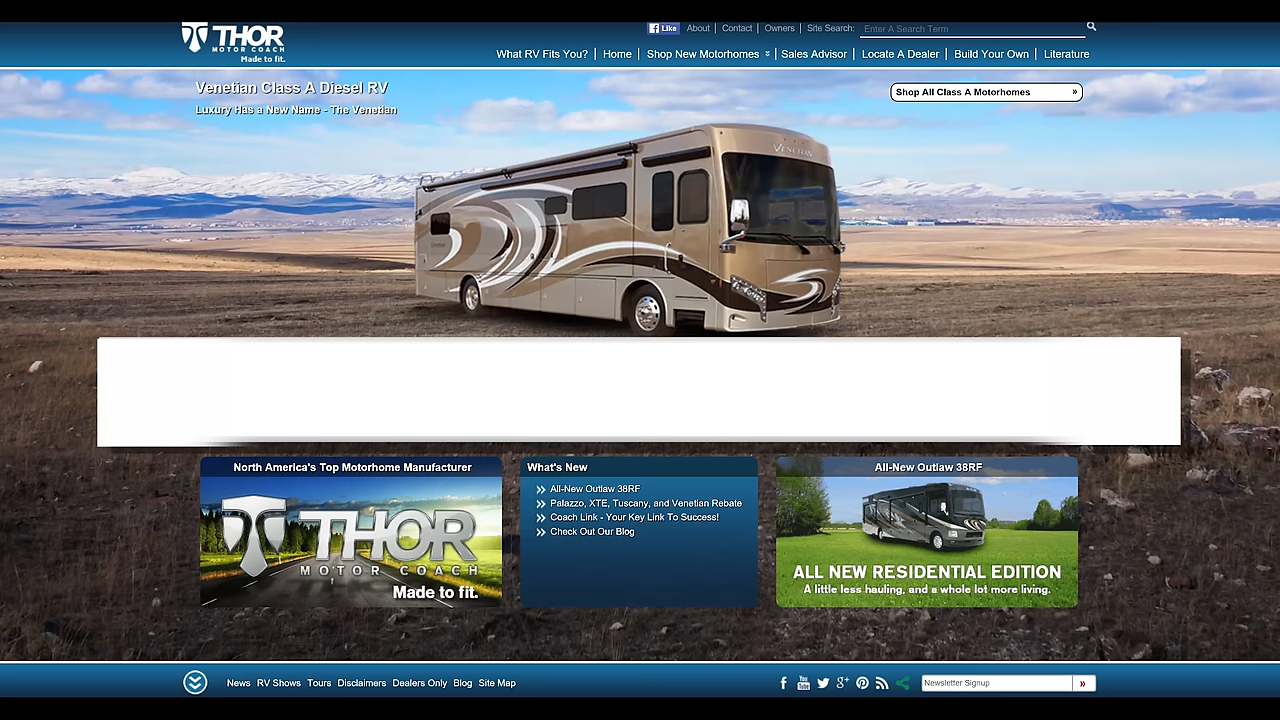 THOR
MOTOR COACH
Made to fit.
Like
About
Contact
Owners
Site Search:
Enter A Search Term
What RV Fits You?
Home
Shop New Motorhomes
Sales Advisor
Locate A Dealer
Build Your Own
Literature
Venetian Class A Diesel RV
Luxury Has a New Name - The Venetian
Shop All Class A Motorhomes »
VENETIAN
North America's Top Motorhome Manufacturer
THOR
MOTOR COACH
Made to fit.
What's New
All-New Outlaw 38RF
Palazzo, XTE, Tuscany, and Venetian Rebate
Coach Link - Your Key Link To Success!
Check Out Our Blog
All-New Outlaw 38RF
ALL NEW RESIDENTIAL EDITION
A little less hauling, and a whole lot more living.
News
RV Shows
Tours
Disclaimers
Dealers Only
Blog
Site Map
You Tube
Newsletter Signup »